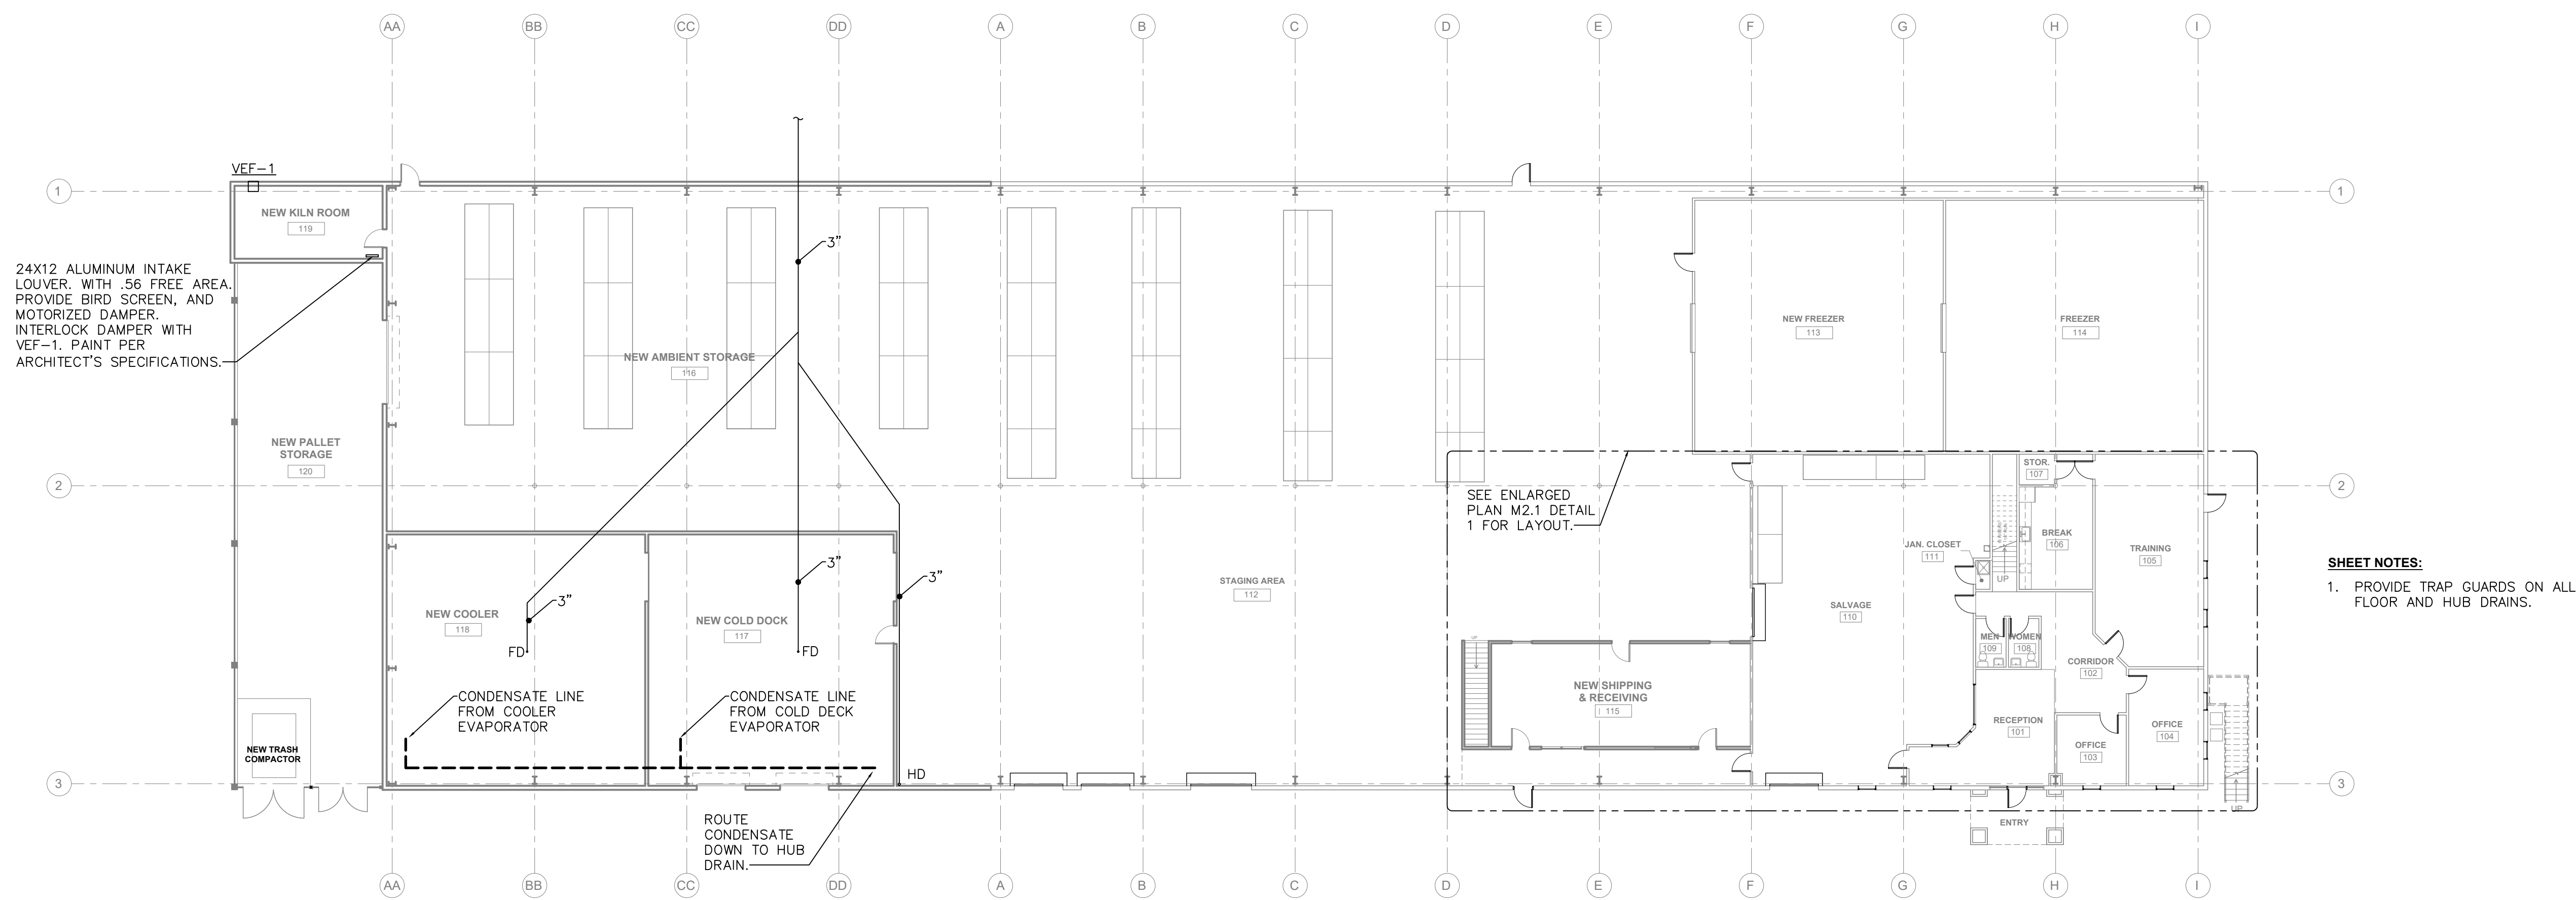 AA
BB
CC
DD
A
B
C
D
E
F
G
H
I
VEF-1
1
1
NEW KILN ROOM
119
24X12 ALUMINUM INTAKE
LOUVER. WITH .56 FREE AREA.
PROVIDE BIRD SCREEN, AND
MOTORIZED DAMPER.
INTERLOCK DAMPER WITH
VEF-1. PAINT PER
ARCHITECT'S SPECIFICATIONS.
3"
NEW AMBIENT STORAGE
116
NEW FREEZER
113
FREEZER
114
NEW PALLET
STORAGE
120
2
2
SEE ENLARGED
PLAN M2.1 DETAIL
1 FOR LAYOUT.
STOR.
107
BREAK
106
JAN. CLOSET
111
UP
TRAINING
105
SHEET NOTES:
1. PROVIDE TRAP GUARDS ON ALL
FLOOR AND HUB DRAINS.
3"
3"
3"
NEW COOLER
118
NEW COLD DOCK
117
FD
FD
STAGING AREA
112
SALVAGE
110
MEN
109
WOMEN
108
CORRIDOR
102
UP
NEW SHIPPING
& RECEIVING
115
CONDENSATE LINE
FROM COOLER
EVAPORATOR
CONDENSATE LINE
FROM COLD DECK
EVAPORATOR
RECEPTION
101
OFFICE
103
OFFICE
104
NEW TRASH
COMPACTOR
HD
3
3
UP
ENTRY
ROUTE
CONDENSATE
DOWN TO HUB
DRAIN.
AA
BB
CC
DD
A
B
C
D
E
F
G
H
I